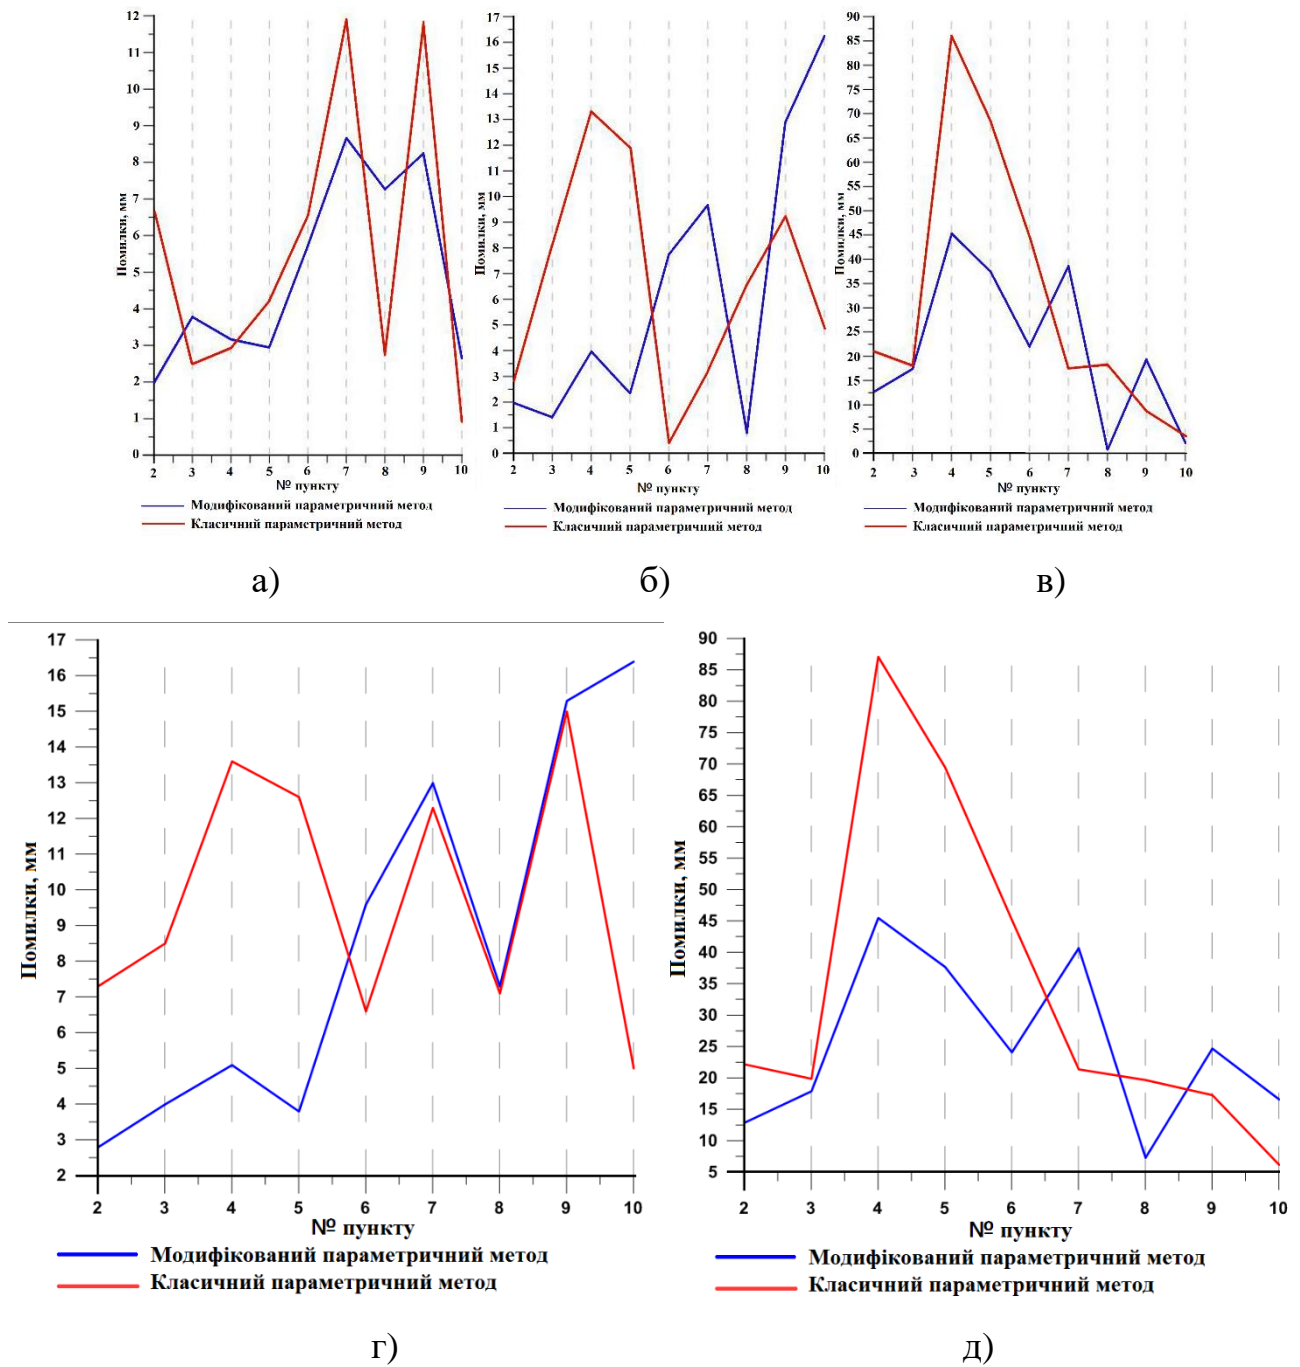 12
11
10
9
8
7
6
5
4
3
2
1
0
Помилки, мм
2 3 4 5 6 7 8 9 10
№ пункту
Модифікований параметричний метод
Класичний параметричний метод
а)
17
16
15
14
13
12
11
10
9
8
7
6
5
4
3
2
1
0
Помилки, мм
2 3 4 5 6 7 8 9 10
№ пункту
Модифікований параметричний метод
Класичний параметричний метод
б)
90
85
80
75
70
65
60
55
50
45
40
35
30
25
20
15
10
5
0
Помилки, мм
2 3 4 5 6 7 8 9 10
№ пункту
Модифікований параметричний метод
Класичний параметричний метод
в)
17
16
15
14
13
12
11
10
9
8
7
6
5
4
3
2
Помилки, мм
2 3 4 5 6 7 8 9 10
№ пункту
Модифікований параметричний метод
Класичний параметричний метод
г)
90
85
80
75
70
65
60
55
50
45
40
35
30
25
20
15
10
5
Помилки, мм
2 3 4 5 6 7 8 9 10
№ пункту
Модифікований параметричний метод
Класичний параметричний метод
д)